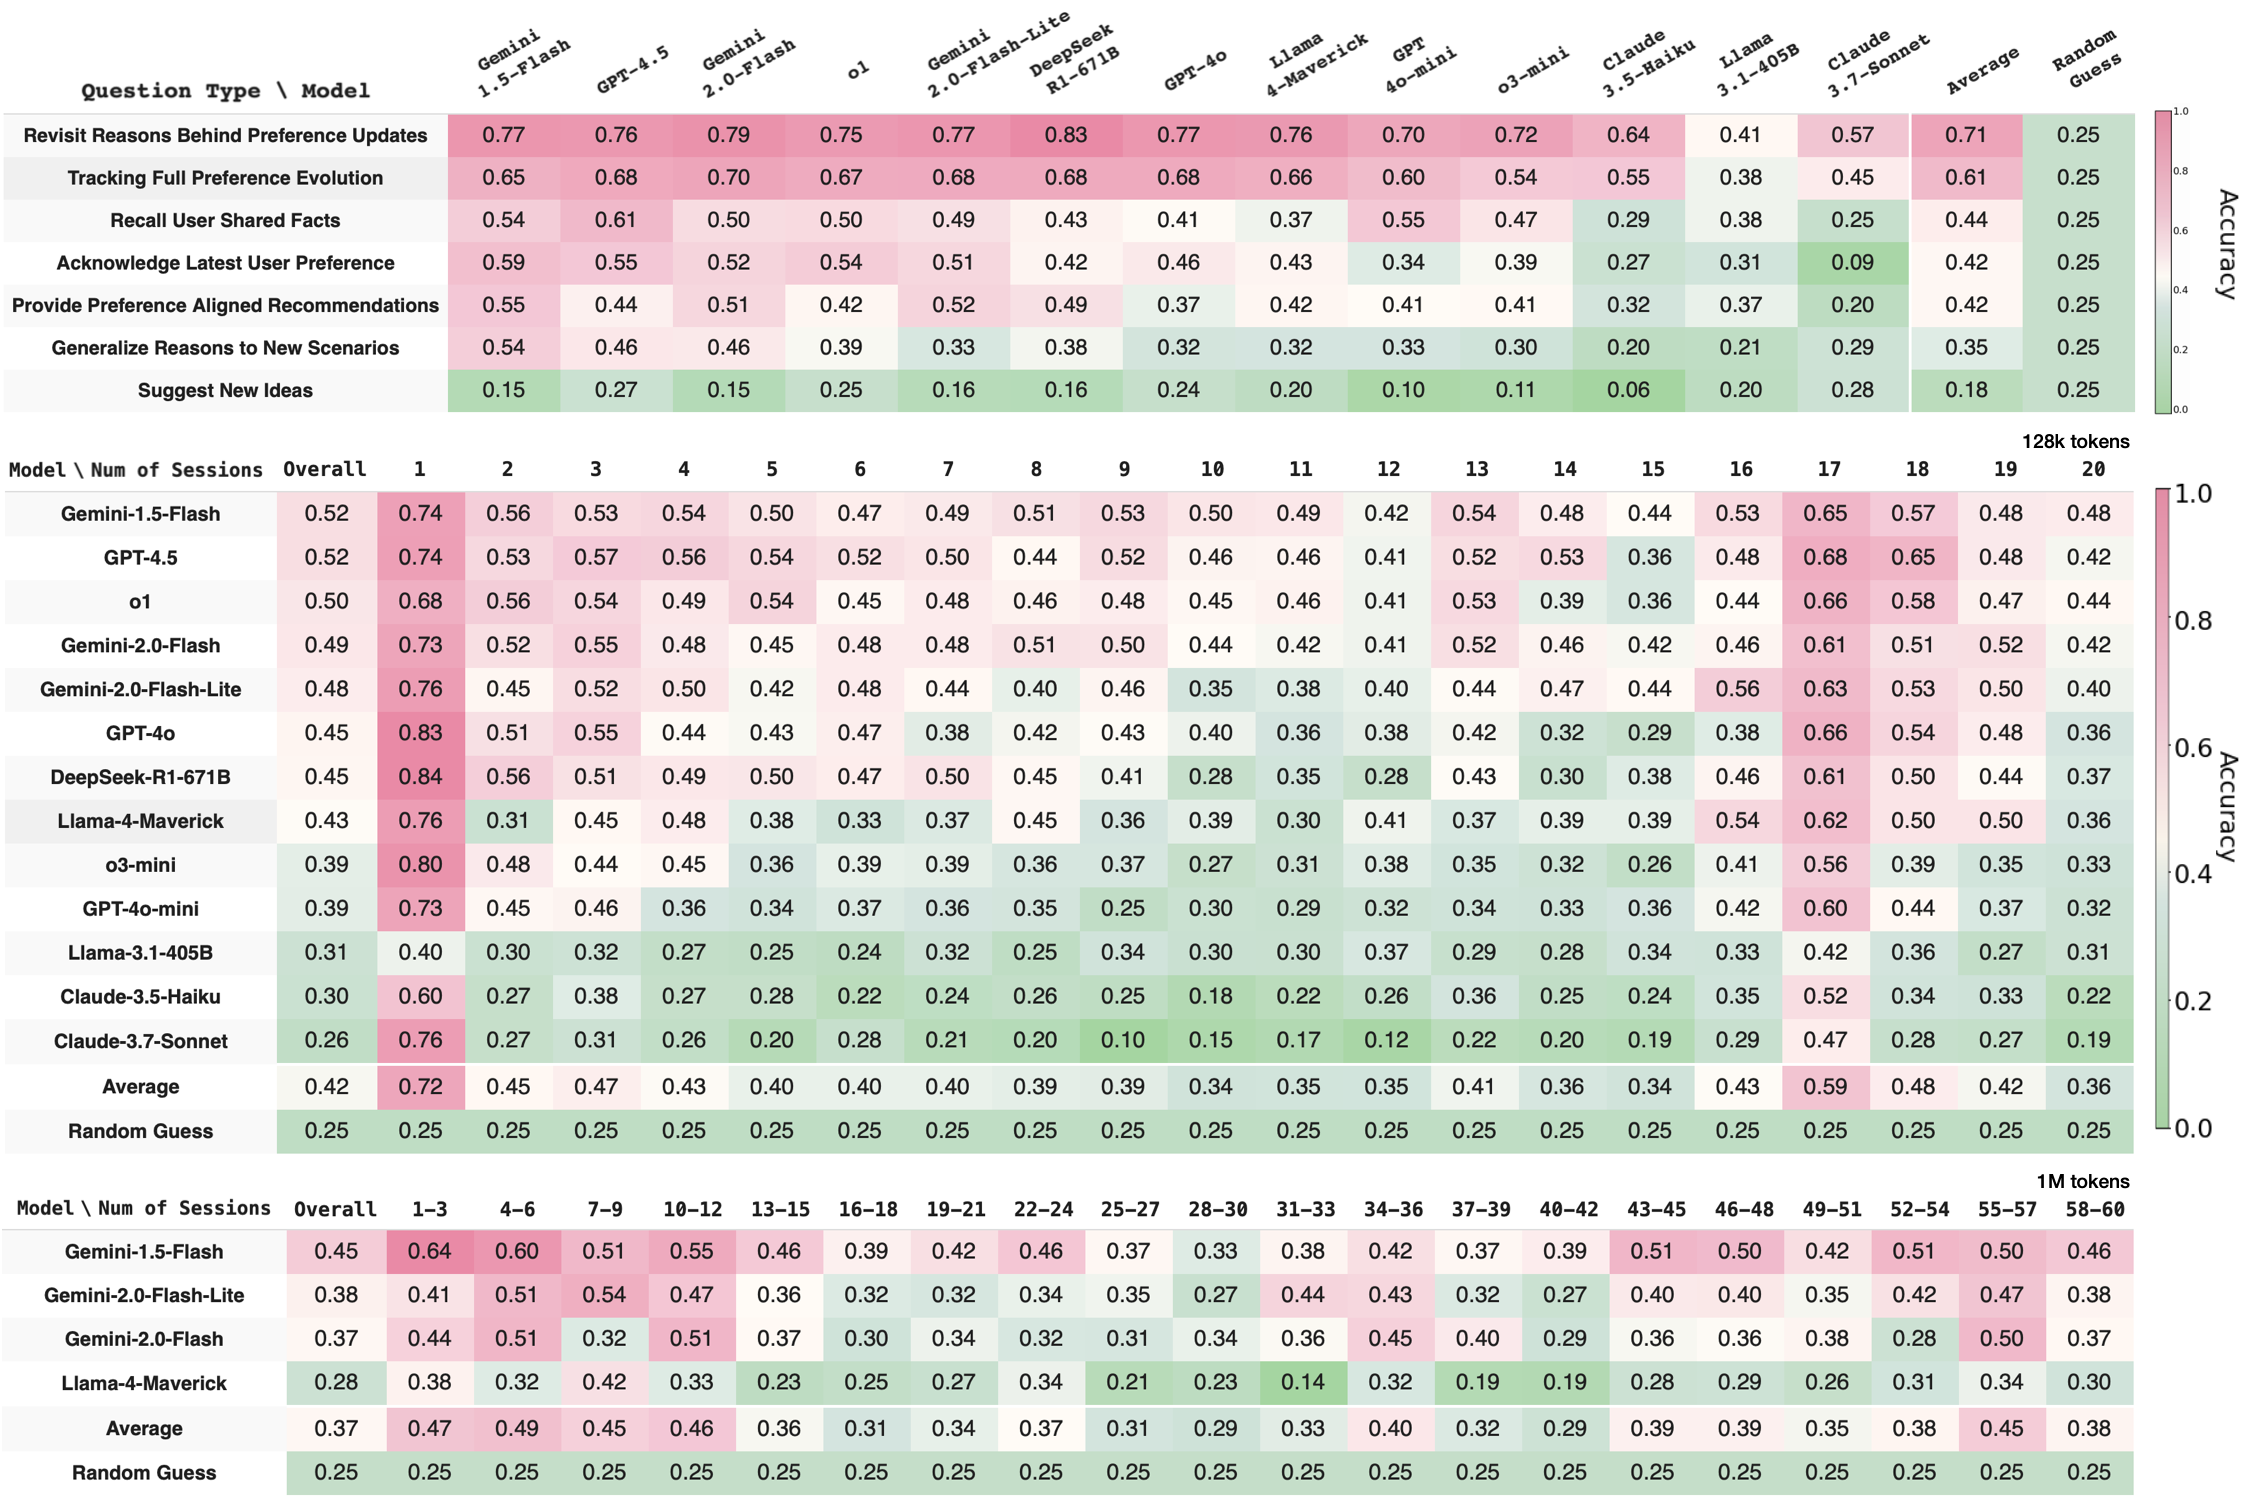 Question Type \ Model Gemini 1.5-Flash GPT-4.5 Gemini 2.0-Flash o1 Gemini 2.0-Flash-Lite DeepSeek R1-671B GPT-4o Llama 4-Maverick GPT 4o-mini o3-mini Claude 3.5-Haiku Llama 3.1-405B Claude 3.7-Sonnet Average Random Guess
Revisit Reasons Behind Preference Updates 0.77 0.76 0.79 0.75 0.77 0.83 0.77 0.76 0.70 0.72 0.64 0.41 0.57 0.71 0.25
Tracking Full Preference Evolution 0.65 0.68 0.70 0.67 0.68 0.68 0.68 0.66 0.60 0.54 0.55 0.38 0.45 0.61 0.25
Recall User Shared Facts 0.54 0.61 0.50 0.50 0.49 0.43 0.41 0.37 0.55 0.47 0.29 0.38 0.25 0.44 0.25
Acknowledge Latest User Preference 0.59 0.55 0.52 0.54 0.51 0.42 0.46 0.43 0.34 0.39 0.27 0.31 0.09 0.42 0.25
Provide Preference Aligned Recommendations 0.55 0.44 0.51 0.42 0.52 0.49 0.37 0.42 0.41 0.41 0.32 0.37 0.20 0.42 0.25
Generalize Reasons to New Scenarios 0.54 0.46 0.46 0.39 0.33 0.38 0.32 0.32 0.33 0.30 0.20 0.21 0.29 0.35 0.25
Suggest New Ideas 0.15 0.27 0.15 0.25 0.16 0.16 0.24 0.20 0.10 0.11 0.06 0.20 0.28 0.18 0.25
1.0
0.8
0.6
0.4
0.2
0.0
Accuracy
128k tokens
Model \ Num of Sessions Overall 1 2 3 4 5 6 7 8 9 10 11 12 13 14 15 16 17 18 19 20
Gemini-1.5-Flash 0.52 0.74 0.56 0.53 0.54 0.50 0.47 0.49 0.51 0.53 0.50 0.49 0.42 0.54 0.48 0.44 0.53 0.65 0.57 0.48 0.48
GPT-4.5 0.52 0.74 0.53 0.57 0.56 0.54 0.52 0.50 0.44 0.52 0.46 0.46 0.41 0.52 0.53 0.36 0.48 0.68 0.65 0.48 0.42
o1 0.50 0.68 0.56 0.54 0.49 0.54 0.45 0.48 0.46 0.48 0.45 0.46 0.41 0.53 0.39 0.36 0.44 0.66 0.58 0.47 0.44
Gemini-2.0-Flash 0.49 0.73 0.52 0.55 0.48 0.45 0.48 0.48 0.51 0.50 0.44 0.42 0.41 0.52 0.46 0.42 0.46 0.61 0.51 0.52 0.42
Gemini-2.0-Flash-Lite 0.48 0.76 0.45 0.52 0.50 0.42 0.48 0.44 0.40 0.46 0.35 0.38 0.40 0.44 0.47 0.44 0.56 0.63 0.53 0.50 0.40
GPT-4o 0.45 0.83 0.51 0.55 0.44 0.43 0.47 0.38 0.42 0.43 0.40 0.36 0.38 0.42 0.32 0.29 0.38 0.66 0.54 0.48 0.36
DeepSeek-R1-671B 0.45 0.84 0.56 0.51 0.49 0.50 0.47 0.50 0.45 0.41 0.28 0.35 0.28 0.43 0.30 0.38 0.46 0.61 0.50 0.44 0.37
Llama-4-Maverick 0.43 0.76 0.31 0.45 0.48 0.38 0.33 0.37 0.45 0.36 0.39 0.30 0.41 0.37 0.39 0.39 0.54 0.62 0.50 0.50 0.36
o3-mini 0.39 0.80 0.48 0.44 0.45 0.36 0.39 0.39 0.36 0.37 0.27 0.31 0.38 0.35 0.32 0.26 0.41 0.56 0.39 0.35 0.33
GPT-4o-mini 0.39 0.73 0.45 0.46 0.36 0.34 0.37 0.36 0.35 0.25 0.30 0.29 0.32 0.34 0.33 0.36 0.42 0.60 0.44 0.37 0.32
Llama-3.1-405B 0.31 0.40 0.30 0.32 0.27 0.25 0.24 0.32 0.25 0.34 0.30 0.30 0.37 0.29 0.28 0.34 0.33 0.42 0.36 0.27 0.31
Claude-3.5-Haiku 0.30 0.60 0.27 0.38 0.27 0.28 0.22 0.24 0.26 0.25 0.18 0.22 0.26 0.36 0.25 0.24 0.35 0.52 0.34 0.33 0.22
Claude-3.7-Sonnet 0.26 0.76 0.27 0.31 0.26 0.20 0.28 0.21 0.20 0.10 0.15 0.17 0.12 0.22 0.20 0.19 0.29 0.47 0.28 0.27 0.19
Average 0.42 0.72 0.45 0.47 0.43 0.40 0.40 0.40 0.39 0.39 0.34 0.35 0.35 0.41 0.36 0.34 0.43 0.59 0.48 0.42 0.36
Random Guess 0.25 0.25 0.25 0.25 0.25 0.25 0.25 0.25 0.25 0.25 0.25 0.25 0.25 0.25 0.25 0.25 0.25 0.25 0.25 0.25 0.25
1.0
0.8
0.6
0.4
0.2
0.0
Accuracy
1M tokens
Model \ Num of Sessions Overall 1-3 4-6 7-9 10-12 13-15 16-18 19-21 22-24 25-27 28-30 31-33 34-36 37-39 40-42 43-45 46-48 49-51 52-54 55-57 58-60
Gemini-1.5-Flash 0.45 0.64 0.60 0.51 0.55 0.46 0.39 0.42 0.46 0.37 0.33 0.38 0.42 0.37 0.39 0.51 0.50 0.42 0.51 0.50 0.46
Gemini-2.0-Flash-Lite 0.38 0.41 0.51 0.54 0.47 0.36 0.32 0.32 0.34 0.35 0.27 0.44 0.43 0.32 0.27 0.40 0.40 0.35 0.42 0.47 0.38
Gemini-2.0-Flash 0.37 0.44 0.51 0.32 0.51 0.37 0.30 0.34 0.32 0.31 0.34 0.36 0.45 0.40 0.29 0.36 0.36 0.38 0.28 0.50 0.37
Llama-4-Maverick 0.28 0.38 0.32 0.42 0.33 0.23 0.25 0.27 0.34 0.21 0.23 0.14 0.32 0.19 0.19 0.28 0.29 0.26 0.31 0.34 0.30
Average 0.37 0.47 0.49 0.45 0.46 0.36 0.31 0.34 0.37 0.31 0.29 0.33 0.40 0.32 0.29 0.39 0.39 0.35 0.38 0.45 0.38
Random Guess 0.25 0.25 0.25 0.25 0.25 0.25 0.25 0.25 0.25 0.25 0.25 0.25 0.25 0.25 0.25 0.25 0.25 0.25 0.25 0.25 0.25